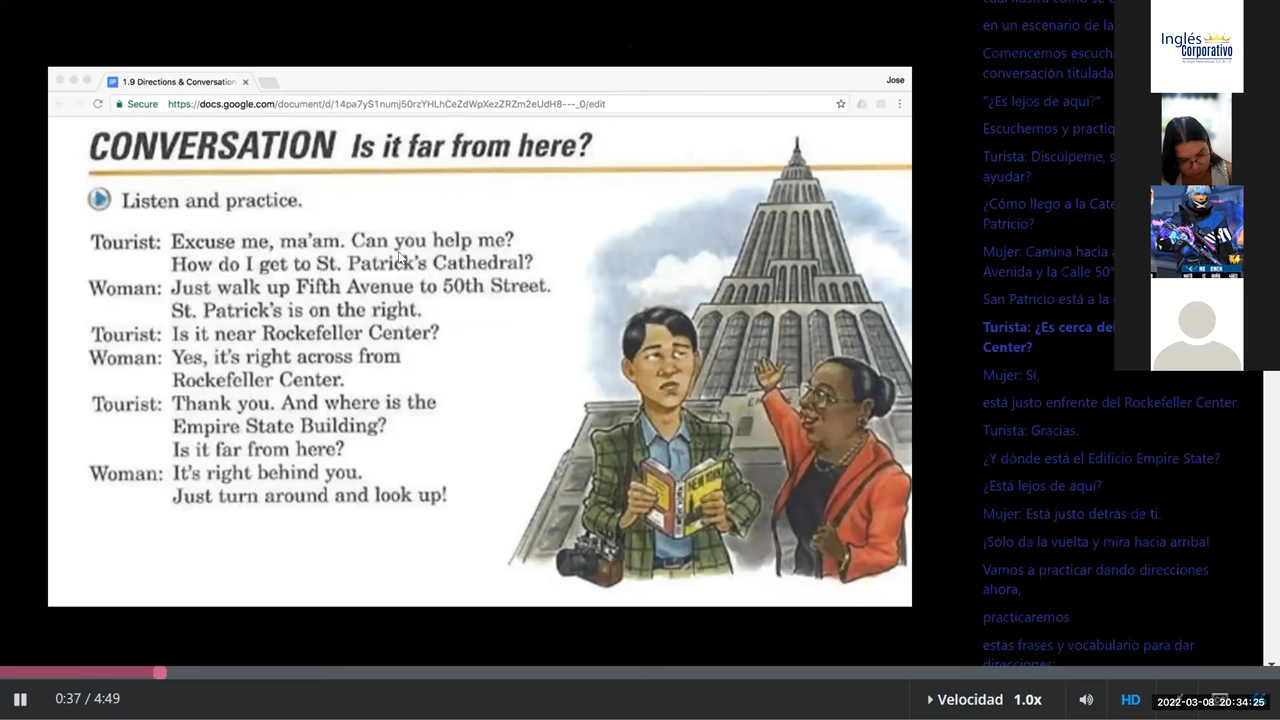 1.9 Directions & Conversation
Jose
Secure
https://docs.google.com/document/d/14pa7yS1numj50rzYHLhCeZdWpXezZRZm2eUdH8---_0/edit
CONVERSATION Is it far from here?
Listen and practice.
Tourist: Excuse me, ma'am. Can you help me?
How do I get to St. Patrick's Cathedral?
Woman: Just walk up Fifth Avenue to 50th Street.
St. Patrick's is on the right.
Tourist: Is it near Rockefeller Center?
Woman: Yes, it's right across from
Rockefeller Center.
Tourist: Thank you. And where is the
Empire State Building?
Is it far from here?
Woman: It's right behind you.
Just turn around and look up!
NEW YORK
en un escenario de la
Comencemos escuch
conversación titulada
"¿Es lejos de aquí?"
Escuchemos y practiq
Turista: Discúlpeme, s
ayudar?
¿Cómo llego a la Cate
Patricio?
Mujer: Camina hacia a
Avenida y la Calle 50"
San Patricio está a la
Turista: ¿Es cerca del
Center?
Mujer: Sí,
está justo enfrente del Rockefeller Center.
Turista: Gracias.
¿Y dónde está el Edificio Empire State?
¿Está lejos de aquí?
Mujer: Está justo detrás de ti.
¡Sólo da la vuelta y mira hacia arriba!
Vamos a practicar dando direcciones
ahora,
practicaremos
estas frases y vocabulario para dar
direcciones:
Inglés
Corporativo
0:37 / 4:49
Velocidad 1.0x
HD
2022-03-08 20:34:25